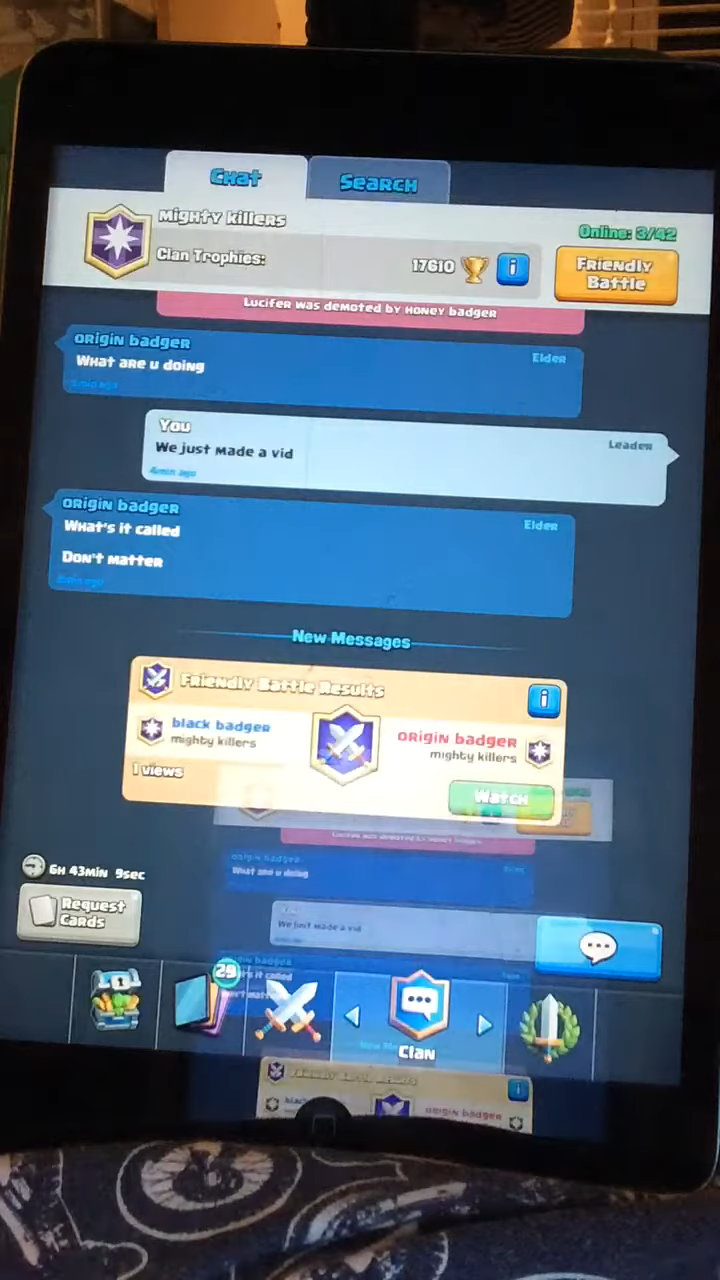 Chat
Search
Mighty killers
Online: 3/42
Clan Trophies:
17610
Friendly
Battle
Lucifer was demoted by HONEY badger
origin badger
Elder
What are u doing
You
Leader
We just made a vid
4min ago
origin badger
Elder
What's it called
Don't matter
New Messages
Friendly Battle Results
black badger
mighty killers
origin badger
mighty killers
1 views
Watch
6H 43min 9sec
Request
Cards
29
Clan